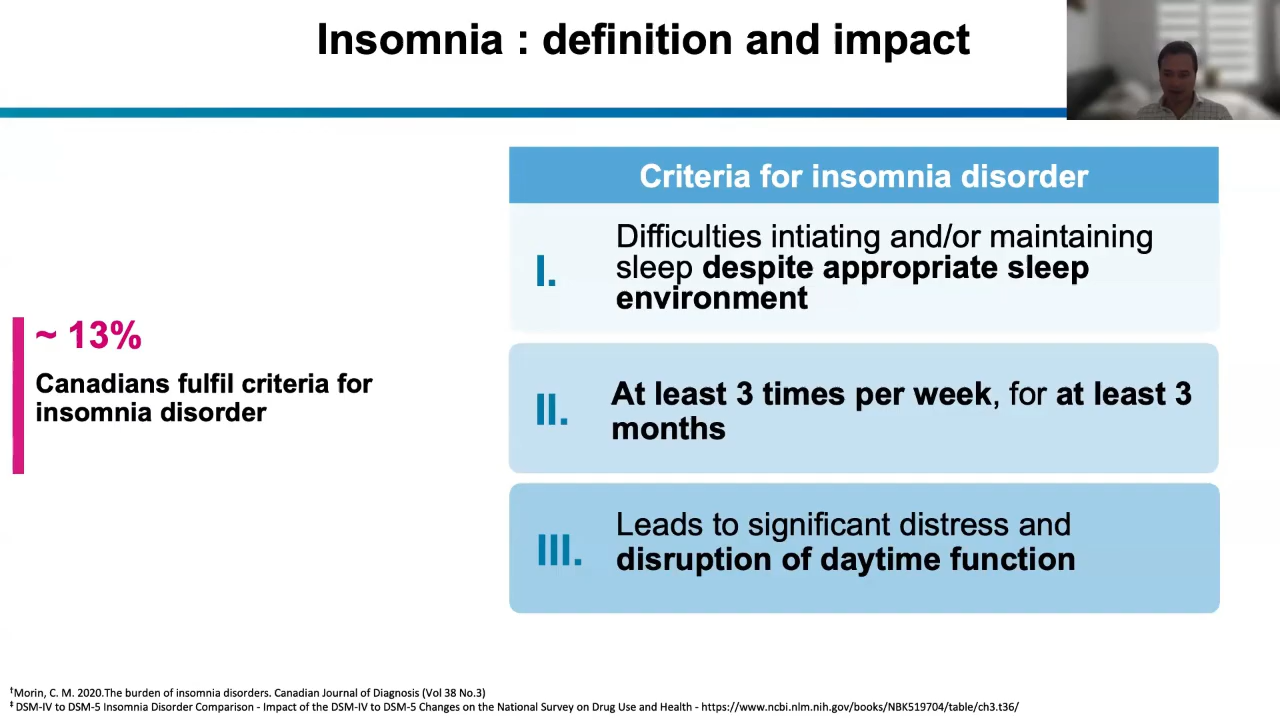 Insomnia : definition and impact
~ 13%
Canadians fulfil criteria for
insomnia disorder
Criteria for insomnia disorder
I.
Difficulties intiating and/or maintaining
sleep despite appropriate sleep
environment
II.
At least 3 times per week, for at least 3
months
III.
Leads to significant distress and
disruption of daytime function
†Morin, C. M. 2020.The burden of insomnia disorders. Canadian Journal of Diagnosis (Vol 38 No.3)
‡ DSM-IV to DSM-5 Insomnia Disorder Comparison - Impact of the DSM-IV to DSM-5 Changes on the National Survey on Drug Use and Health - https://www.ncbi.nlm.nih.gov/books/NBK519704/table/ch3.t36/